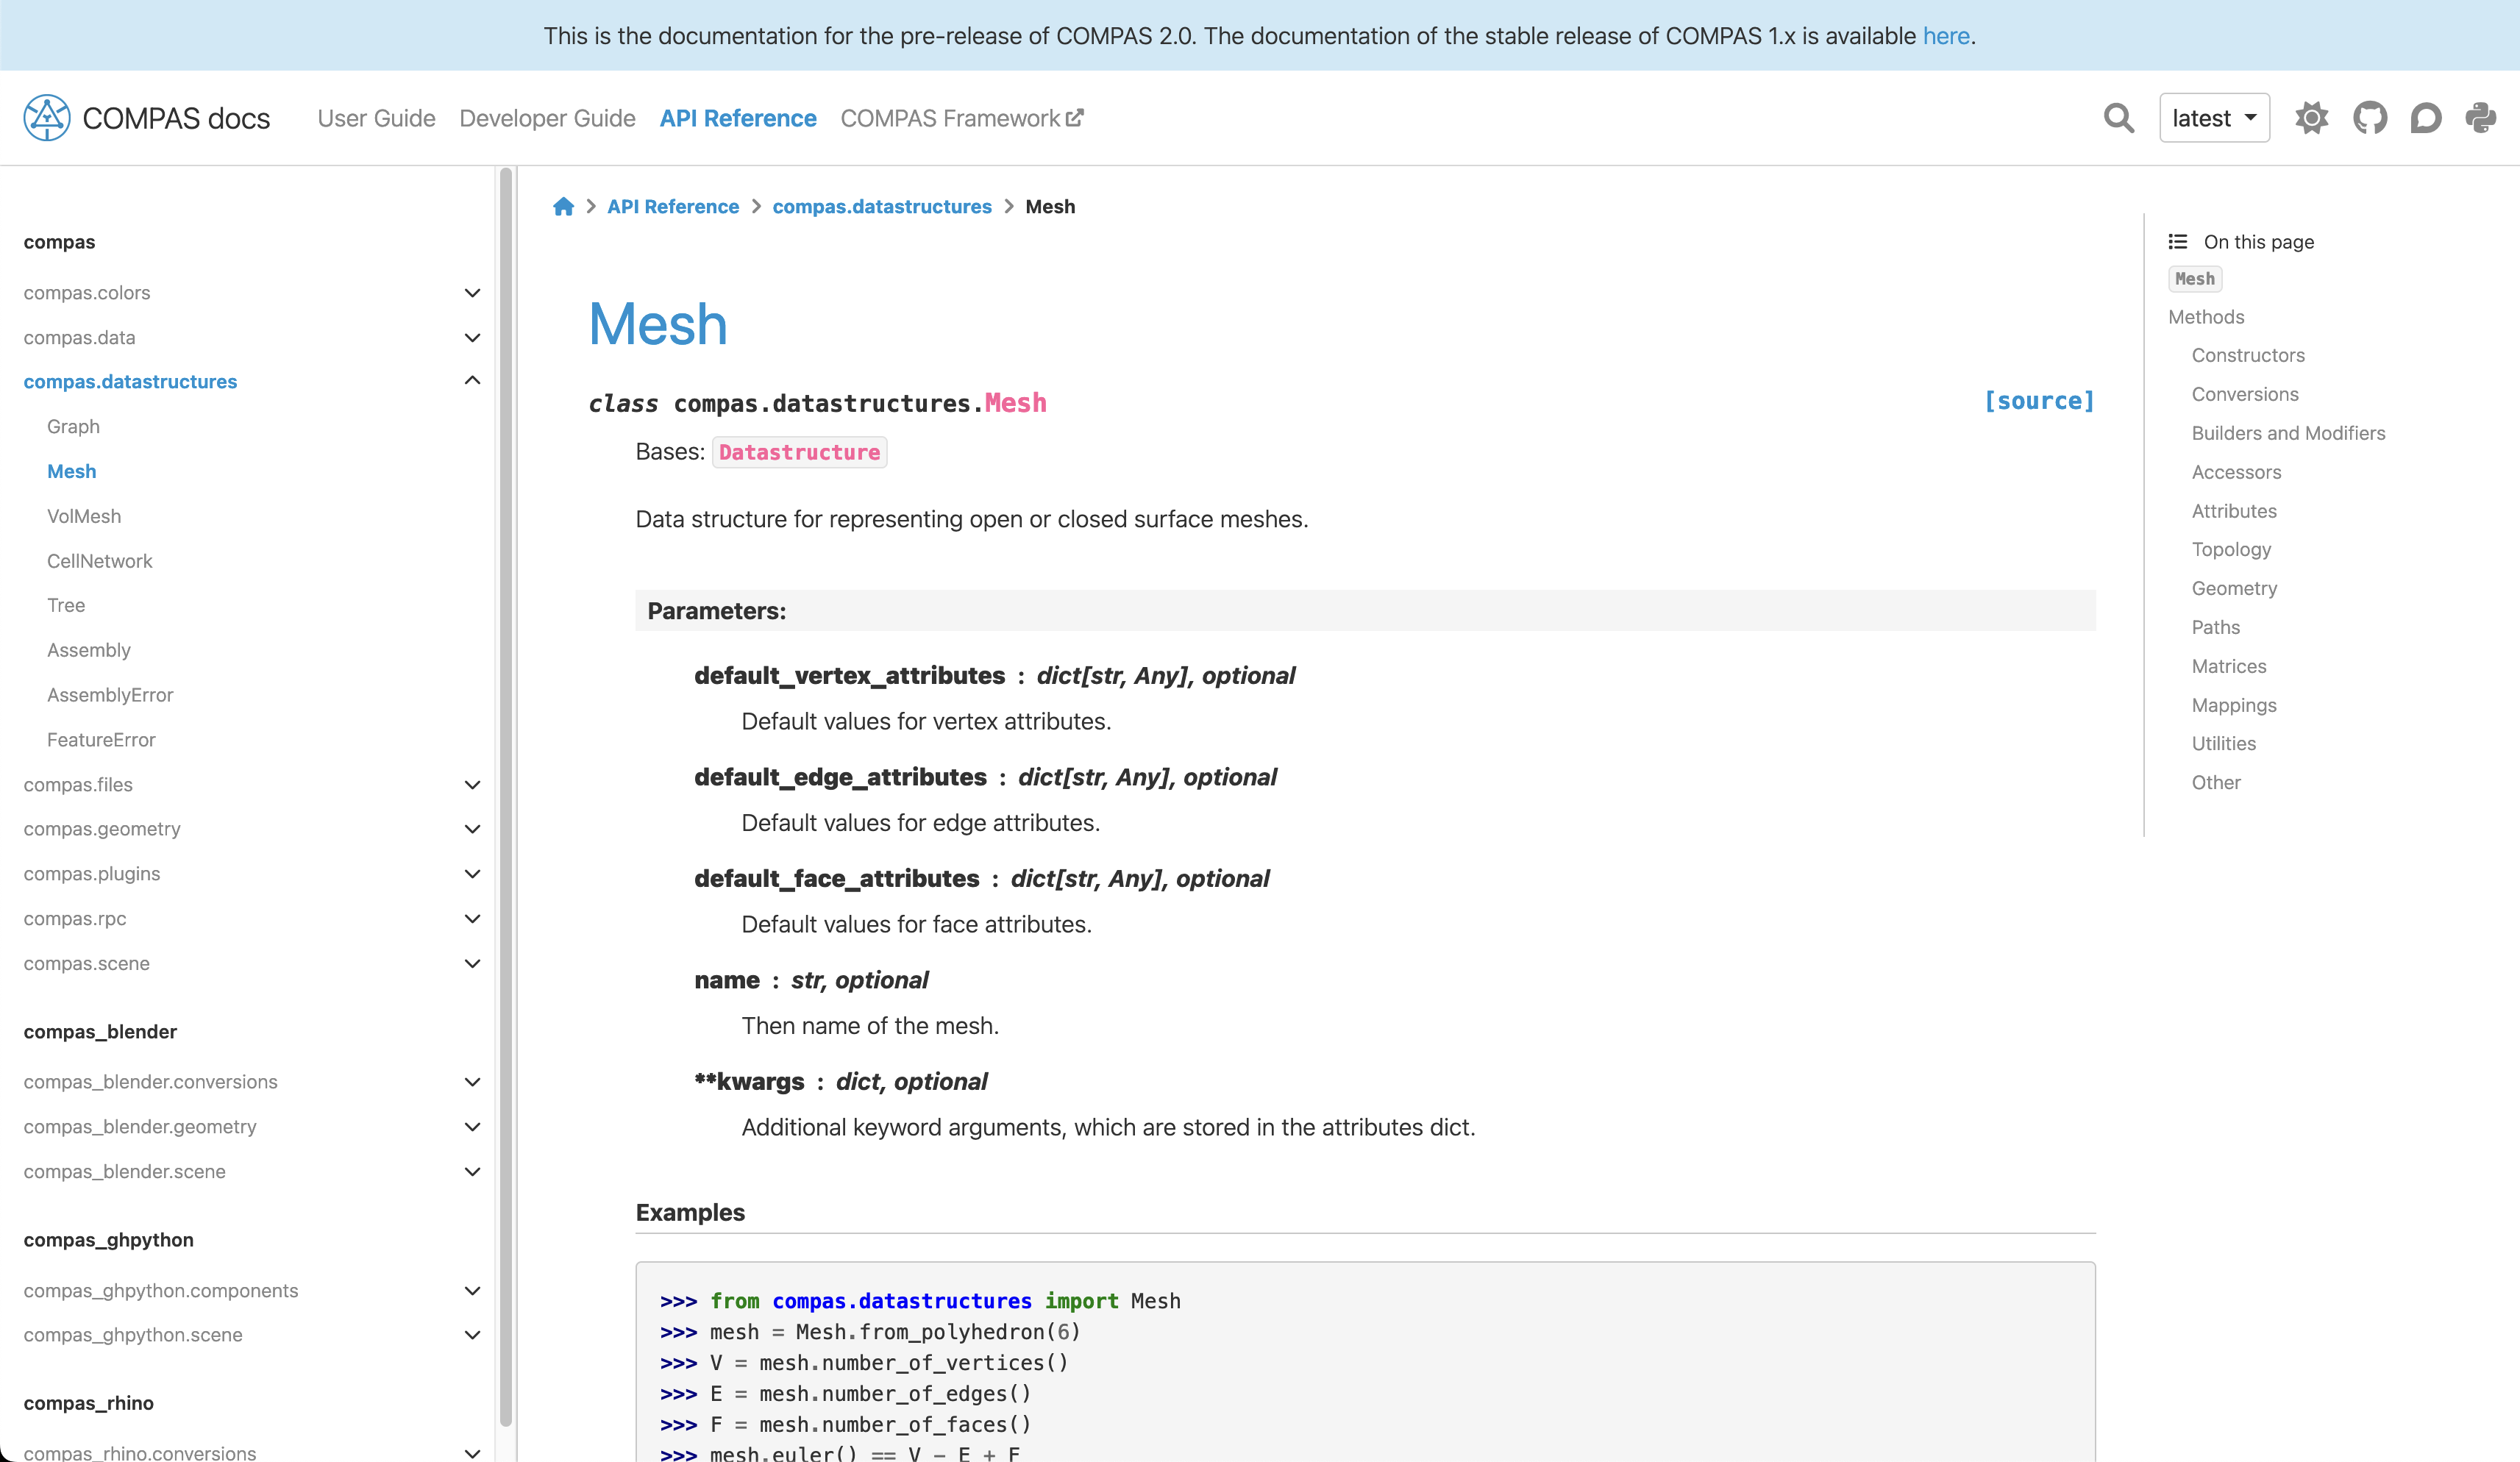 This is the documentation for the pre-release of COMPAS 2.0. The documentation of the stable release of COMPAS 1.x is available here.
COMPAS docs
User Guide
Developer Guide
API Reference
COMPAS Framework
latest
compas
compas.colors
compas.data
compas.datastructures
Graph
Mesh
VolMesh
CellNetwork
Tree
Assembly
AssemblyError
FeatureError
compas.files
compas.geometry
compas.plugins
compas.rpc
compas.scene
compas_blender
compas_blender.conversions
compas_blender.geometry
compas_blender.scene
compas_ghpython
compas_ghpython.components
compas_ghpython.scene
compas_rhino
compas_rhino.conversions
API Reference > compas.datastructures > Mesh
Mesh
class compas.datastructures.Mesh
[source]
Bases: Datastructure
Data structure for representing open or closed surface meshes.
Parameters:
default_vertex_attributes : dict[str, Any], optional
Default values for vertex attributes.
default_edge_attributes : dict[str, Any], optional
Default values for edge attributes.
default_face_attributes : dict[str, Any], optional
Default values for face attributes.
name : str, optional
Then name of the mesh.
**kwargs : dict, optional
Additional keyword arguments, which are stored in the attributes dict.
Examples
>>> from compas.datastructures import Mesh
>>> mesh = Mesh.from_polyhedron(6)
>>> V = mesh.number_of_vertices()
>>> E = mesh.number_of_edges()
>>> F = mesh.number_of_faces()
>>> mesh.euler() == V - E + F
On this page
Mesh
Methods
Constructors
Conversions
Builders and Modifiers
Accessors
Attributes
Topology
Geometry
Paths
Matrices
Mappings
Utilities
Other